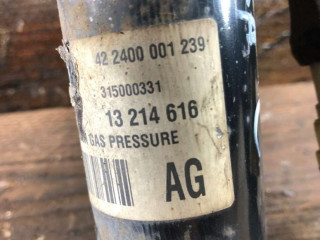 42 2400 001 239
315000331
13 214 616
GAS PRESSURE
AG